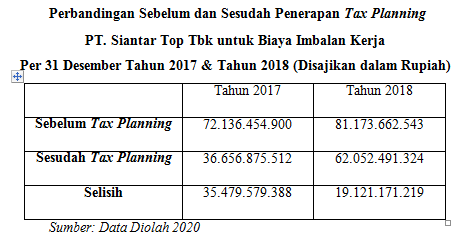 Perbandingan Sebelum dan Sesudah Penerapan Tax Planning
PT. Siantar Top Tbk untuk Biaya Imbalan Kerja
Per 31 Desember Tahun 2017 & Tahun 2018 (Disajikan dalam Rupiah)
Tahun 2017 Tahun 2018
Sebelum Tax Planning 72.136.454.900 81.173.662.543
Sesudah Tax Planning 36.656.875.512 62.052.491.324
Selisih 35.479.579.388 19.121.171.219
Sumber: Data Diolah 2020